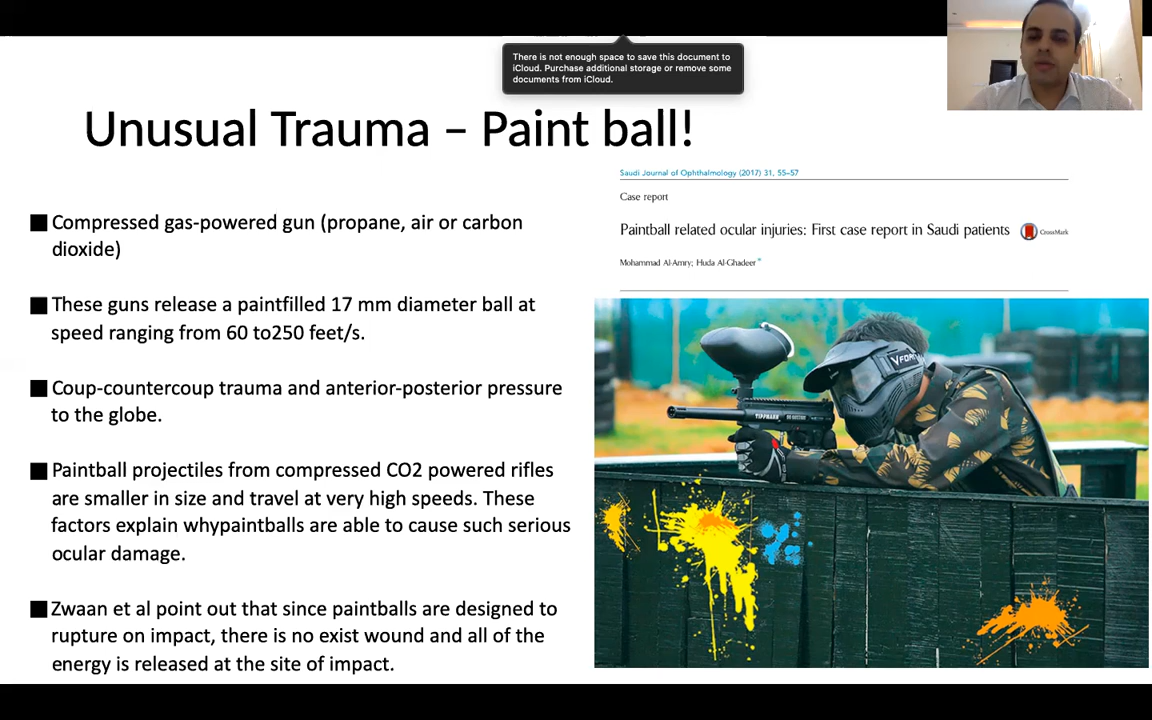 There is not enough space to save this document to
iCloud. Purchase additional storage or remove some
documents from iCloud.
Unusual Trauma – Paint ball!
Compressed gas-powered gun (propane, air or carbon
dioxide)
These guns release a paintfilled 17 mm diameter ball at
speed ranging from 60 to250 feet/s.
Coup-countercoup trauma and anterior-posterior pressure
to the globe.
Paintball projectiles from compressed CO2 powered rifles
are smaller in size and travel at very high speeds. These
factors explain whypaintballs are able to cause such serious
ocular damage.
Zwaan et al point out that since paintballs are designed to
rupture on impact, there is no exist wound and all of the
energy is released at the site of impact.
Saudi Journal of Ophthalmology (2017) 31, 55–57
Case report
Paintball related ocular injuries: First case report in Saudi patients
CrossMark
Mohammad Al-Amry; Huda Al-Ghadeer *
VFORCE
TIPPMANN